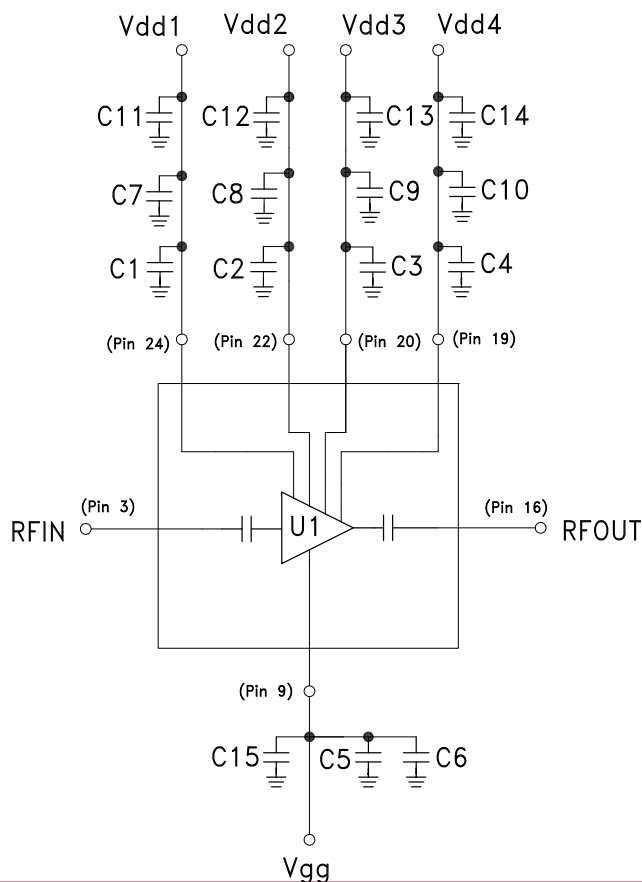 Vdd1 Vdd2 Vdd3 Vdd4
C11 C12 C13 C14
C7 C8 C9 C10
C1 C2 C3 C4
(Pin 24) (Pin 22) (Pin 20) (Pin 19)
(Pin 3) (Pin 16)
RFIN U1 RFOUT
(Pin 9)
C15 C5 C6
Vgg